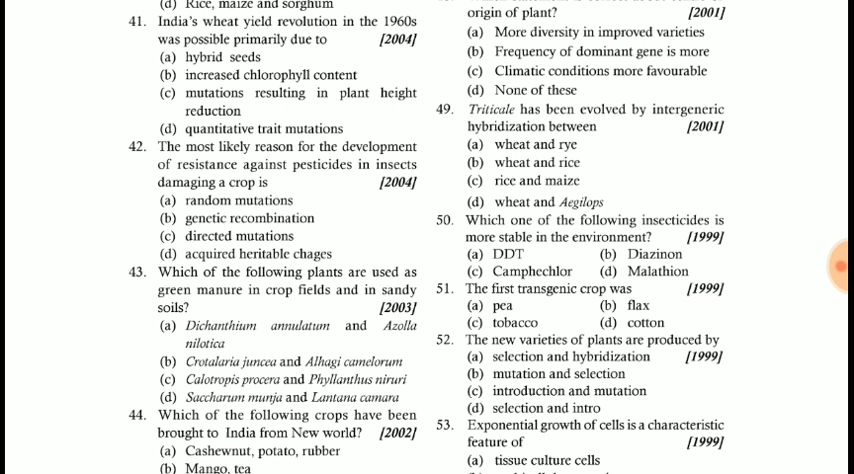 (d) Rice, maize and sorghum
41. India's wheat yield revolution in the 1960s
was possible primarily due to [2004]
(a) hybrid seeds
(b) increased chlorophyll content
(c) mutations resulting in plant height
reduction
(d) quantitative trait mutations
42. The most likely reason for the development
of resistance against pesticides in insects
damaging a crop is [2004]
(a) random mutations
(b) genetic recombination
(c) directed mutations
(d) acquired heritable chages
43. Which of the following plants are used as
green manure in crop fields and in sandy
soils? [2003]
(a) Dichanthium annulatum and Azolla
nilotica
(b) Crotalaria juncea and Alhagi camelorum
(c) Calotropis procera and Phyllanthus niruri
(d) Saccharum munja and Lantana camara
44. Which of the following crops have been
brought to India from New world? [2002]
(a) Cashewnut, potato, rubber
(b) Mango, tea
origin of plant? [2001]
(a) More diversity in improved varieties
(b) Frequency of dominant gene is more
(c) Climatic conditions more favourable
(d) None of these
49. Triticale has been evolved by intergeneric
hybridization between [2001]
(a) wheat and rye
(b) wheat and rice
(c) rice and maize
(d) wheat and Aegilops
50. Which one of the following insecticides is
more stable in the environment? [1999]
(a) DDT (b) Diazinon
(c) Camphechlor (d) Malathion
51. The first transgenic crop was [1999]
(a) pea (b) flax
(c) tobacco (d) cotton
52. The new varieties of plants are produced by
(a) selection and hybridization [1999]
(b) mutation and selection
(c) introduction and mutation
(d) selection and intro
53. Exponential growth of cells is a characteristic
feature of [1999]
(a) tissue culture cells